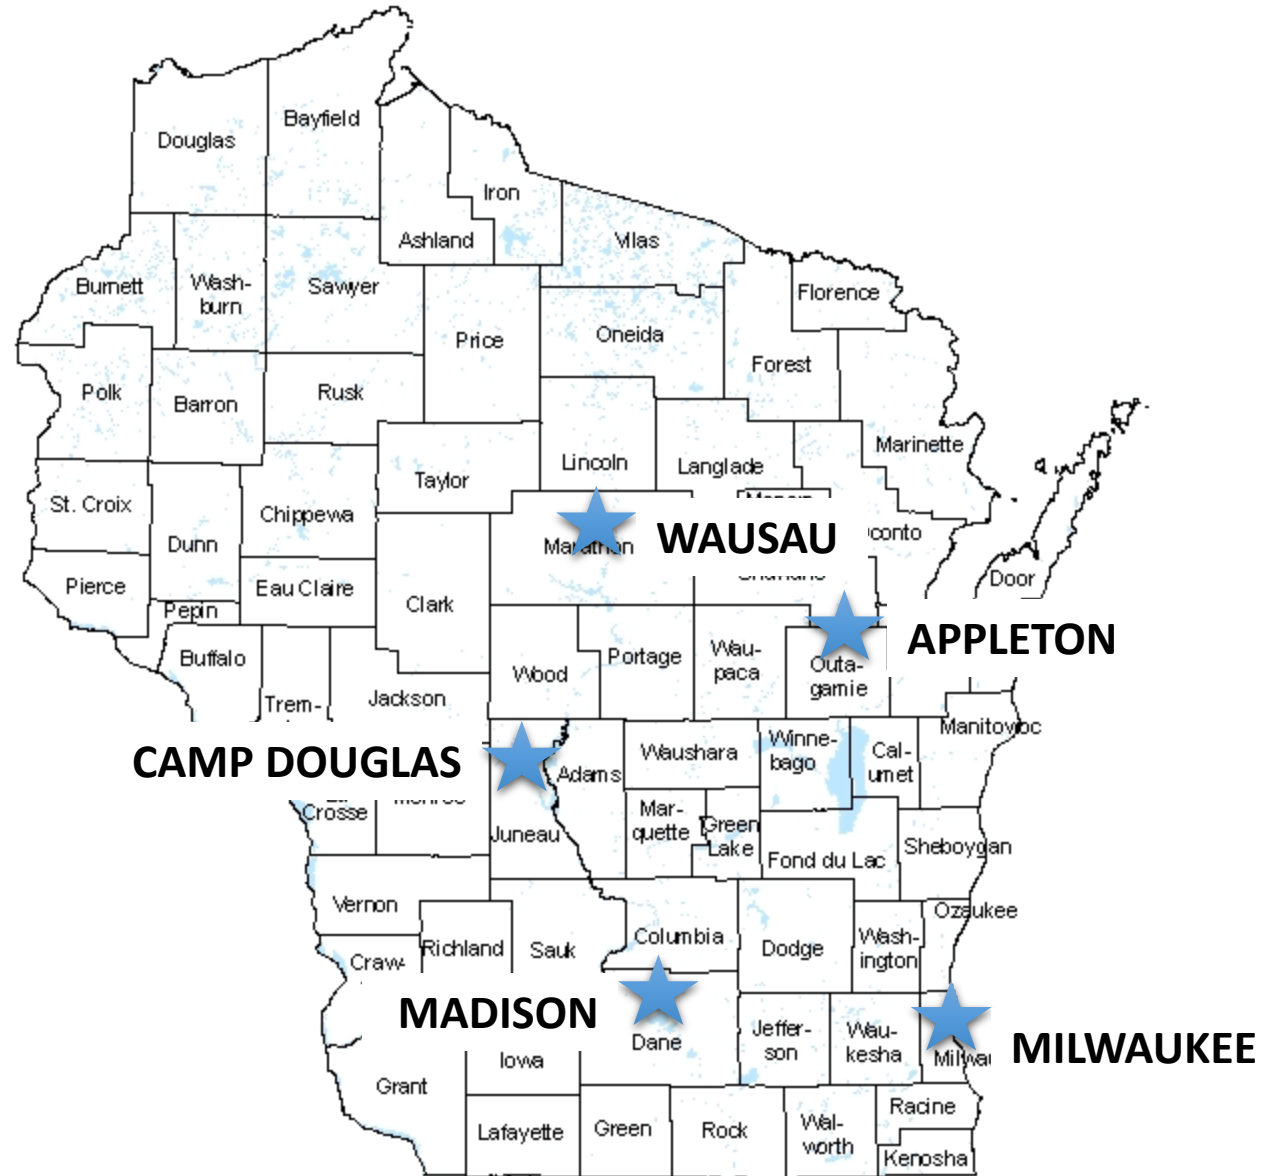 Bayfield
Douglas
Iron
Ashland
Vilas
Burnett
Wash-
burn
Sawyer
Florence
Price
Oneida
Forest
Polk
Barron
Rusk
Marinette
Lincoln
Langlade
Taylor
St. Croix
Chippewa
WAUSAU
Marathon
conto
Dunn
Door
Pierce
Eau Claire
Clark
Pepin
APPLETON
Buffalo
Wood
Portage
Wau-
paca
Outa-
gamie
Trem-
Jackson
Manitowoc
CAMP DOUGLAS
Adams
Waushara
Winne-
bago
Cal-
umet
Crosse
Juneau
Mar-
quette
Green
Lake
Fond du Lac
Sheboygan
Vernon
Ozaukee
Richland
Sauk
Columbia
Dodge
Wash-
ington
Craw-
MADISON
Dane
Jeffer-
son
Wau-
kesha
Milwau
MILWAUKEE
Iowa
Grant
Lafayette
Green
Rock
Wal-
worth
Racine
Kenosha